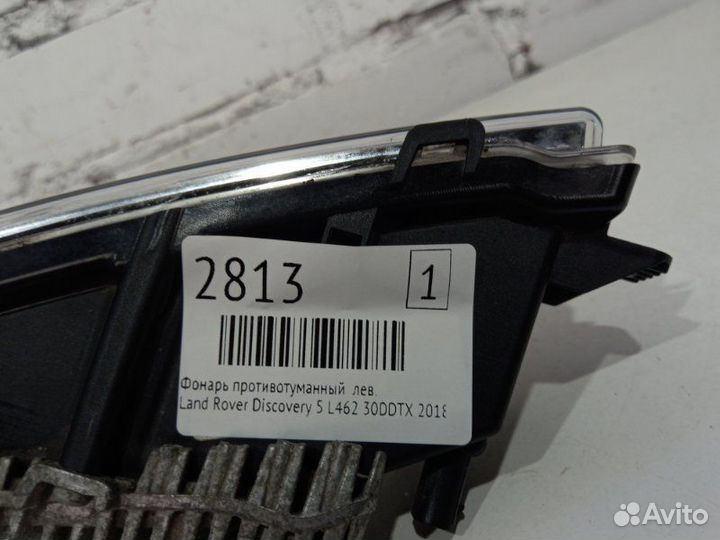 2813 1
Фонарь противотуманный лев.
Land Rover Discovery 5 L462 30DDTX 2018
Avito